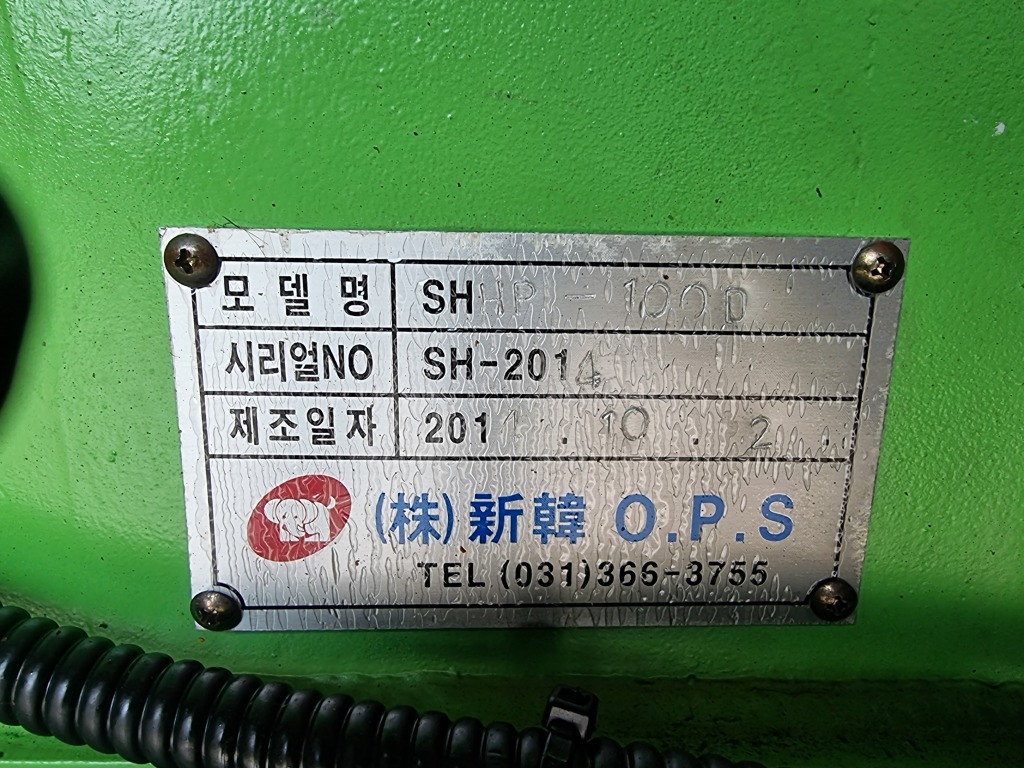 모델명 SHHP-100D
시리얼NO SH-2014
제조일자 2011.10.2
(株)新韓 O.P.S
TEL (031)366-3755